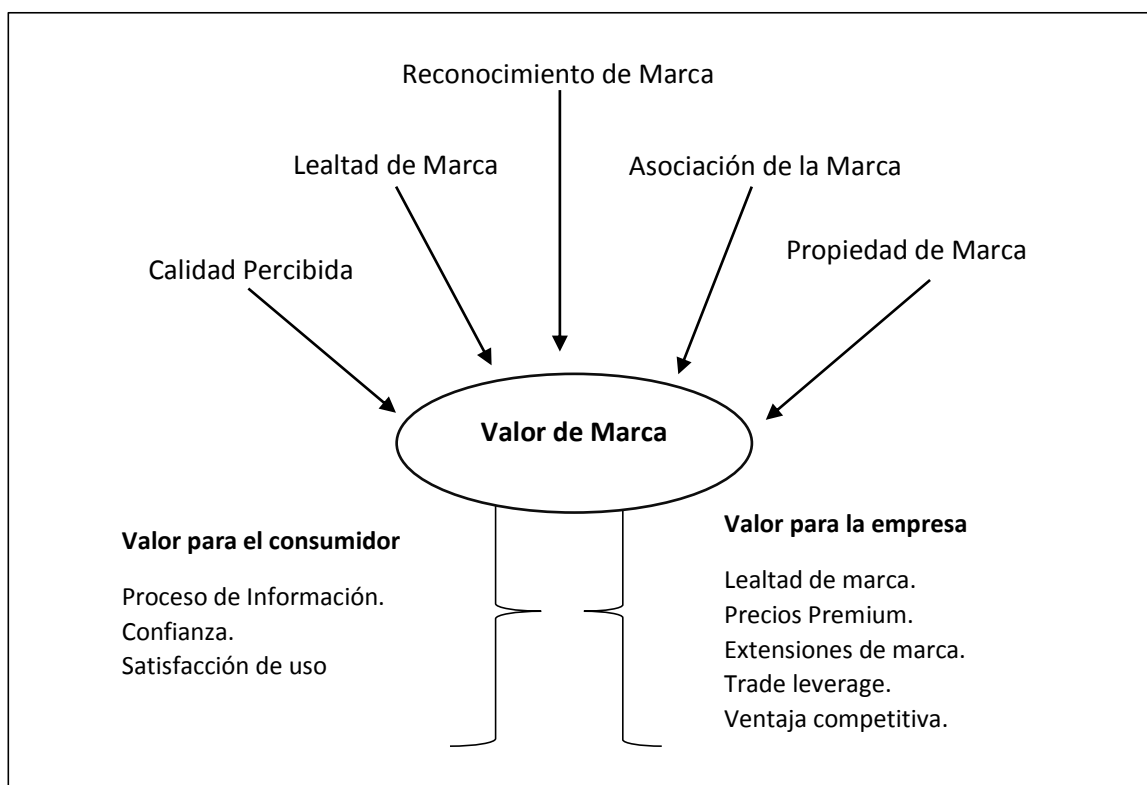 Reconocimiento de Marca
Lealtad de Marca
Asociación de la Marca
Propiedad de Marca
Calidad Percibida
Valor de Marca
Valor para el consumidor
Proceso de Información.
Confianza.
Satisfacción de uso
Valor para la empresa
Lealtad de marca.
Precios Premium.
Extensiones de marca.
Trade leverage.
Ventaja competitiva.